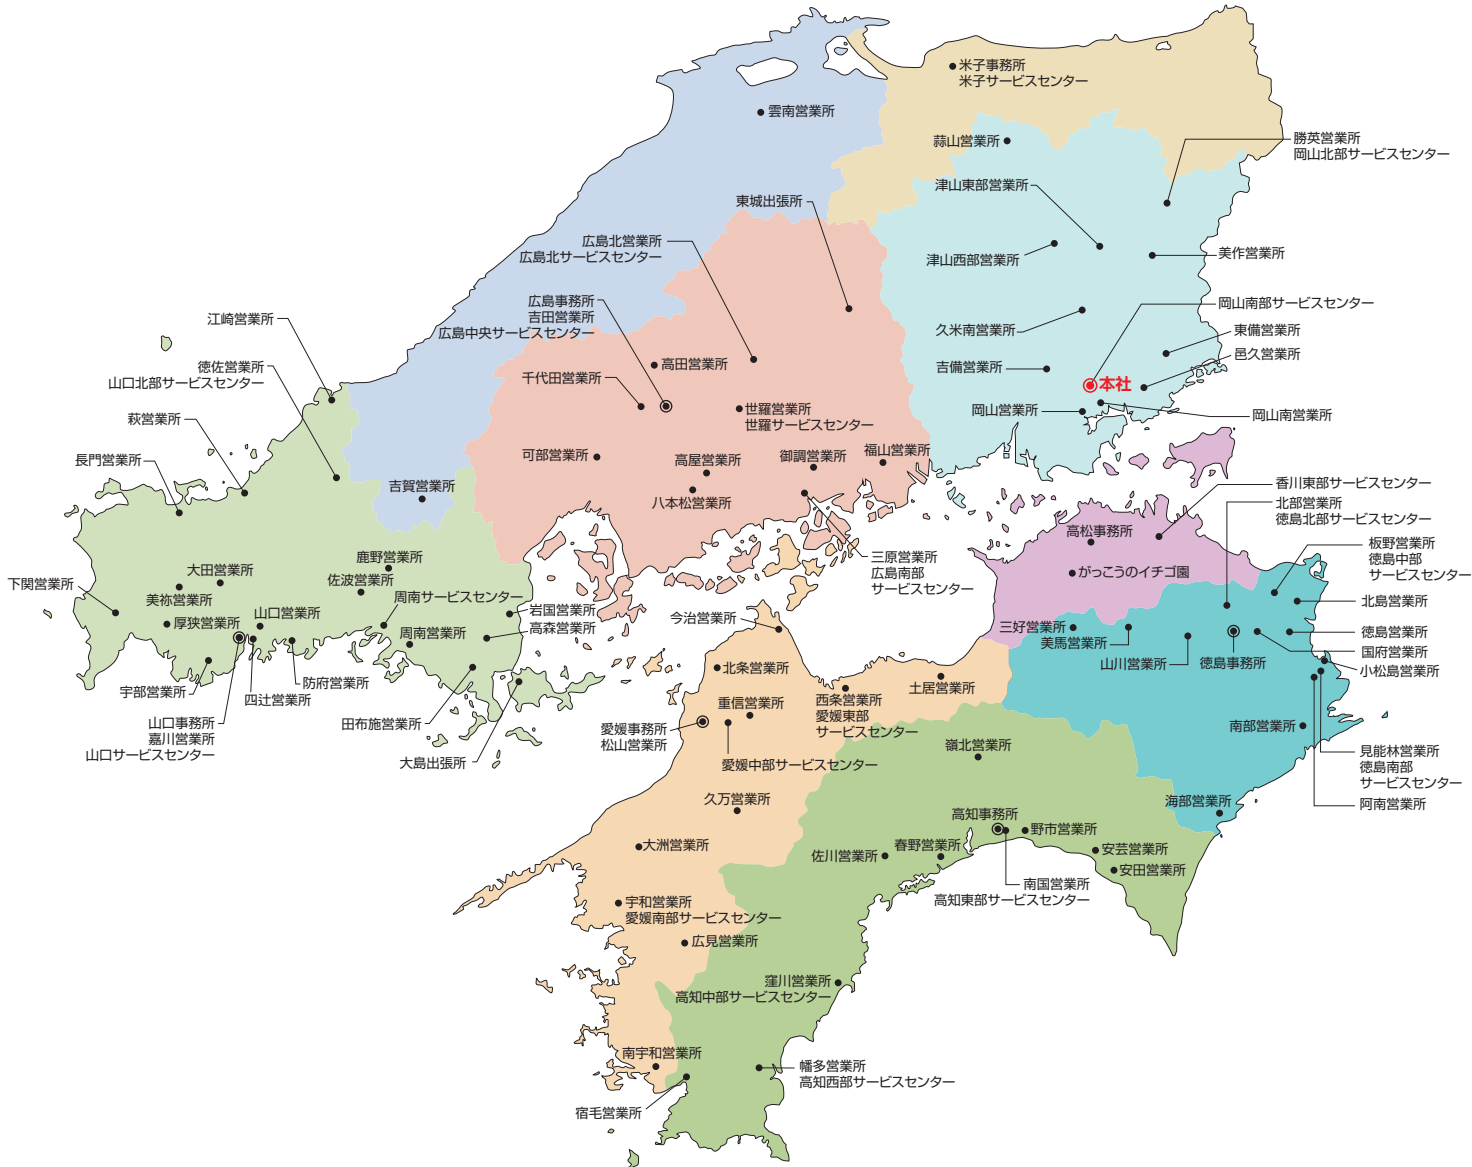 米子事務所
米子サービスセンター
雲南営業所
蒜山営業所
勝英営業所
岡山北部サービスセンター
津山東部営業所
東城出張所
広島北営業所
広島北サービスセンター
津山西部営業所
美作営業所
広島事務所
吉田営業所
広島中央サービスセンター
岡山南部サービスセンター
江崎営業所
久米南営業所
東備営業所
邑久営業所
徳佐営業所
山口北部サービスセンター
高田営業所
千代田営業所
吉備営業所
本社
萩営業所
世羅営業所
世羅サービスセンター
岡山営業所
岡山南営業所
長門営業所
可部営業所
高屋営業所
御調営業所
福山営業所
吉賀営業所
八本松営業所
香川東部サービスセンター
北部営業所
徳島北部サービスセンター
高松事務所
板野営業所
徳島中部
サービスセンター
三原営業所
広島南部
サービスセンター
がっこうのイチゴ園
鹿野営業所
大田営業所
佐波営業所
下関営業所
美祢営業所
周南サービスセンター
北島営業所
山口営業所
岩国営業所
厚狭営業所
高森営業所
周南営業所
今治営業所
三好営業所
美馬営業所
徳島営業所
国府営業所
山川営業所
徳島事務所
小松島営業所
北条営業所
宇部営業所
防府営業所
四辻営業所
土居営業所
西条営業所
愛媛東部
サービスセンター
重信営業所
山口事務所
嘉川営業所
山口サービスセンター
田布施営業所
愛媛事務所
松山営業所
南部営業所
大島出張所
愛媛中部サービスセンター
嶺北営業所
見能林営業所
徳島南部
サービスセンター
久万営業所
海部営業所
阿南営業所
高知事務所
野市営業所
大洲営業所
佐川営業所
春野営業所
安芸営業所
安田営業所
南国営業所
高知東部サービスセンター
宇和営業所
愛媛南部サービスセンター
広見営業所
窪川営業所
高知中部サービスセンター
南宇和営業所
幡多営業所
高知西部サービスセンター
宿毛営業所